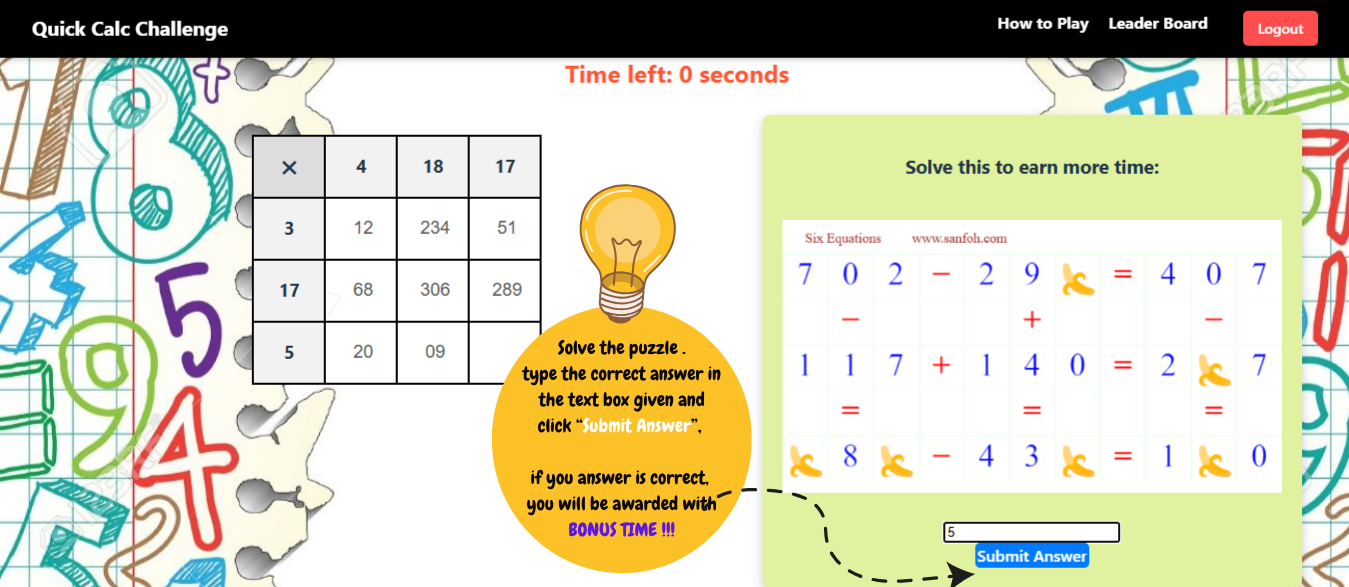 Quick Calc Challenge
How to Play
Leader Board
Logout
Time left: 0 seconds
× 4 18 17
3 12 234 51
17 68 306 289
5 20 09
Solve the puzzle .
type the correct answer in
the text box given and
click “Submit Answer”,
if you answer is correct,
you will be awarded with
BONUS TIME !!!
Solve this to earn more time:
Six Equations www.sanfoh.com
7 0 2 − 2 9 = 4 0 7
− + −
1 1 7 + 1 4 0 = 2 7
= = =
8 − 4 3 = 1 0
5
Submit Answer